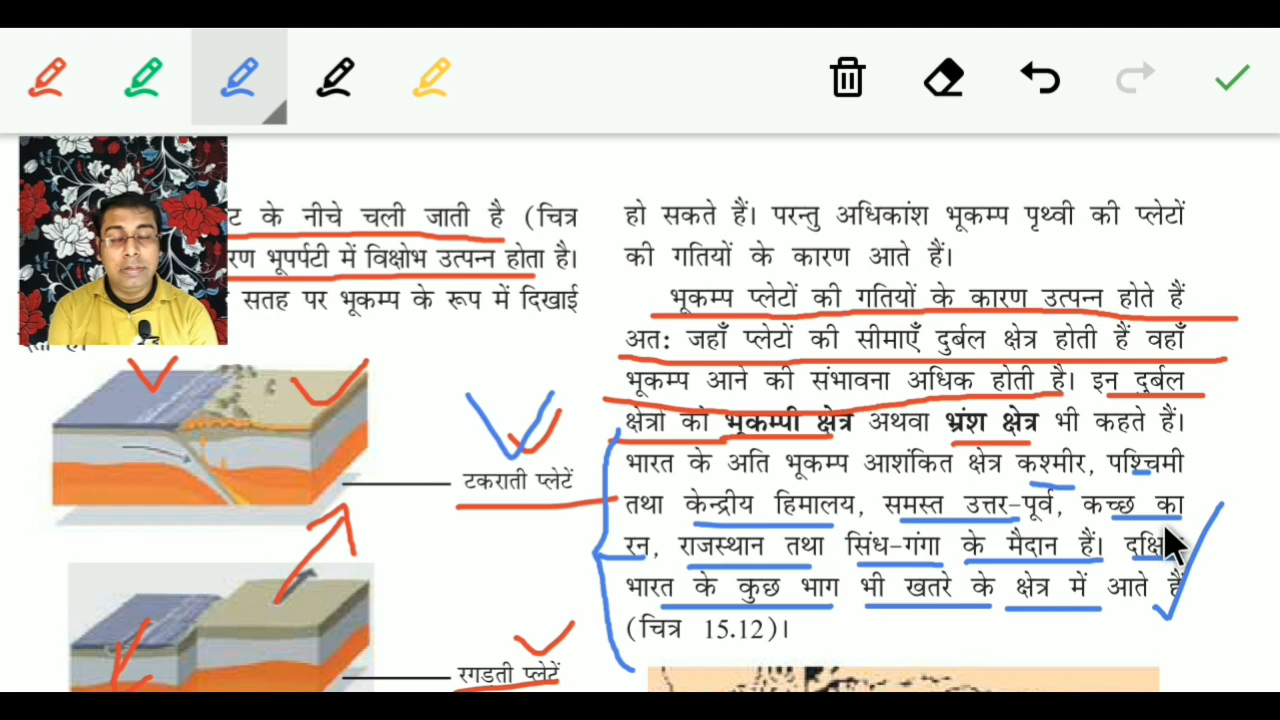 ट के नीचे चली जाती है (चित्र
रण भूपर्पटी में विक्षोभ उत्पन्न होता है।
सतह पर भूकम्प के रूप में दिखाई
टकराती प्लेटें
रगड़ती प्लेटें
हो सकते हैं। परन्तु अधिकांश भूकम्प पृथ्वी की प्लेटों
की गतियों के कारण आते हैं।
भूकम्प प्लेटों की गतियों के कारण उत्पन्न होते हैं
अत: जहाँ प्लेटों की सीमाएँ दुर्बल क्षेत्र होती हैं वहाँ
भूकम्प आने की संभावना अधिक होती है। इन दुर्बल
क्षेत्रों को भूकम्पी क्षेत्र अथवा भ्रंश क्षेत्र भी कहते हैं।
भारत के अति भूकम्प आशंकित क्षेत्र कश्मीर, पश्चिमी
तथा केन्द्रीय हिमालय, समस्त उत्तर-पूर्व, कच्छ का
रन, राजस्थान तथा सिंध-गंगा के मैदान हैं।
भारत के कुछ भाग भी खतरे के क्षेत्र में आते हैं
(चित्र 15.12)।